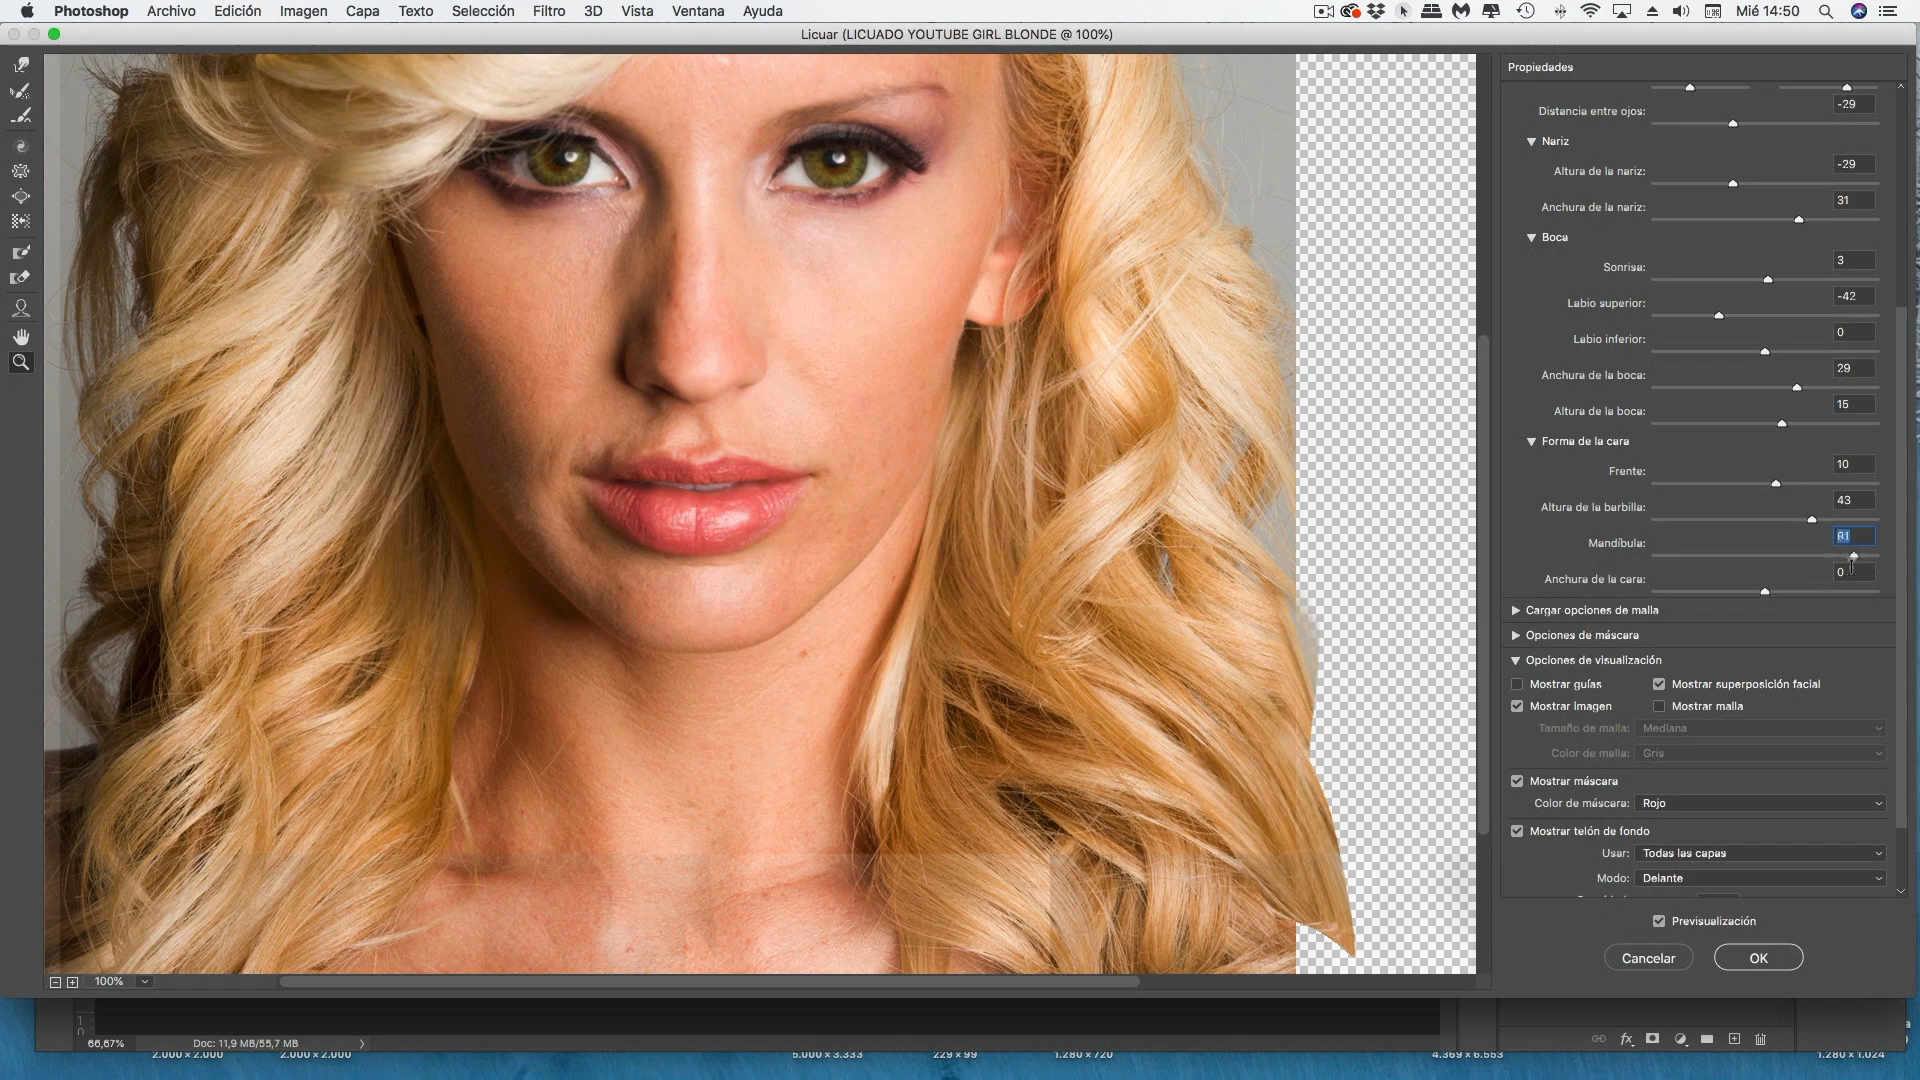 Photoshop Archivo Edición Imagen Capa Texto Selección Filtro 3D Vista Ventana Ayuda Mié 14:50
Licuar (LICUADO YOUTUBE GIRL BLONDE @ 100%)
Propiedades
Distancia entre ojos: -29
Nariz
Altura de la nariz: -29
Anchura de la nariz: 31
Boca
Sonrisa: 3
Labio superior: -42
Labio inferior: 0
Anchura de la boca: 29
Altura de la boca: 15
Forma de la cara
Frente: 10
Altura de la barbilla: 43
Mandíbula:
Anchura de la cara: 0
Cargar opciones de malla
Opciones de máscara
Opciones de visualización
Mostrar guías Mostrar superposición facial
Mostrar imagen Mostrar malla
Tamaño de malla: Mediana
Color de malla: Gris
Mostrar máscara
Color de máscara: Rojo
Mostrar telón de fondo
Usar: Todas las capas
Modo: Delante
Previsualización
Cancelar OK
100%
66,67% Doc: 11,9 MB/55,7 MB
2.000 × 2.000 2.000 × 2.000 5.000 × 3.333 229 × 99 1.280 × 720 4.369 × 6.553 1.280 × 1.024